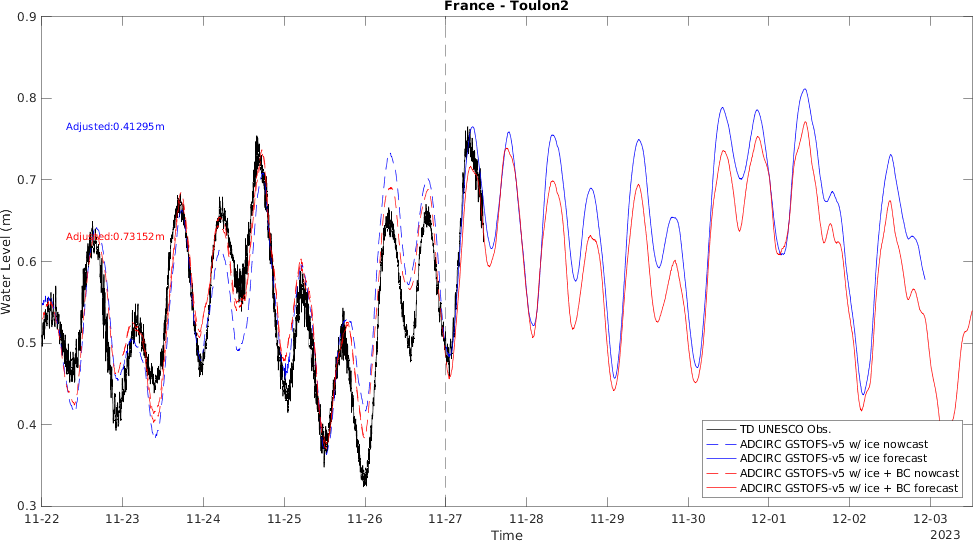 France - Toulon2
0.9
0.8
0.7
0.6
0.5
0.4
0.3
Water Level (m)
Adjusted:0.41295m
Adjusted:0.73152m
TD UNESCO Obs.
ADCIRC GSTOFS-v5 w/ ice nowcast
ADCIRC GSTOFS-v5 w/ ice forecast
ADCIRC GSTOFS-v5 w/ ice + BC nowcast
ADCIRC GSTOFS-v5 w/ ice + BC forecast
11-22 11-23 11-24 11-25 11-26 11-27 11-28 11-29 11-30 12-01 12-02 12-03
Time
2023